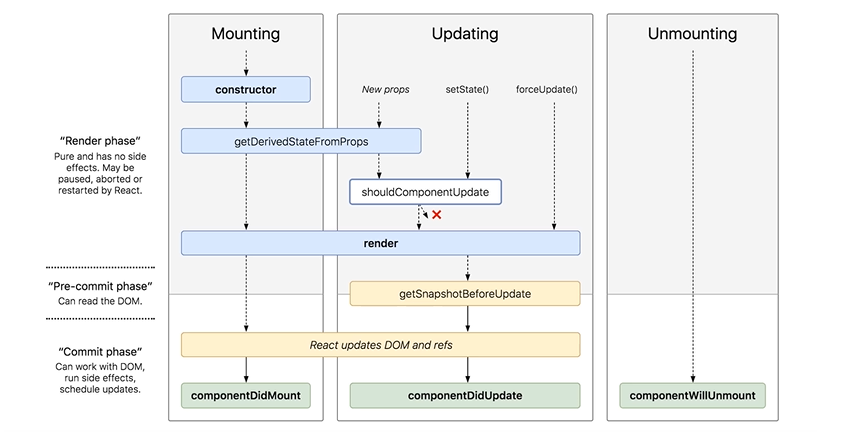 Mounting
Updating
Unmounting
constructor
New props
setState()
forceUpdate()
“Render phase”
Pure and has no side
effects. May be
paused, aborted or
restarted by React.
getDerivedStateFromProps
shouldComponentUpdate
render
“Pre-commit phase”
Can read the DOM.
getSnapshotBeforeUpdate
“Commit phase”
Can work with DOM,
run side effects,
schedule updates.
React updates DOM and refs
componentDidMount
componentDidUpdate
componentWillUnmount